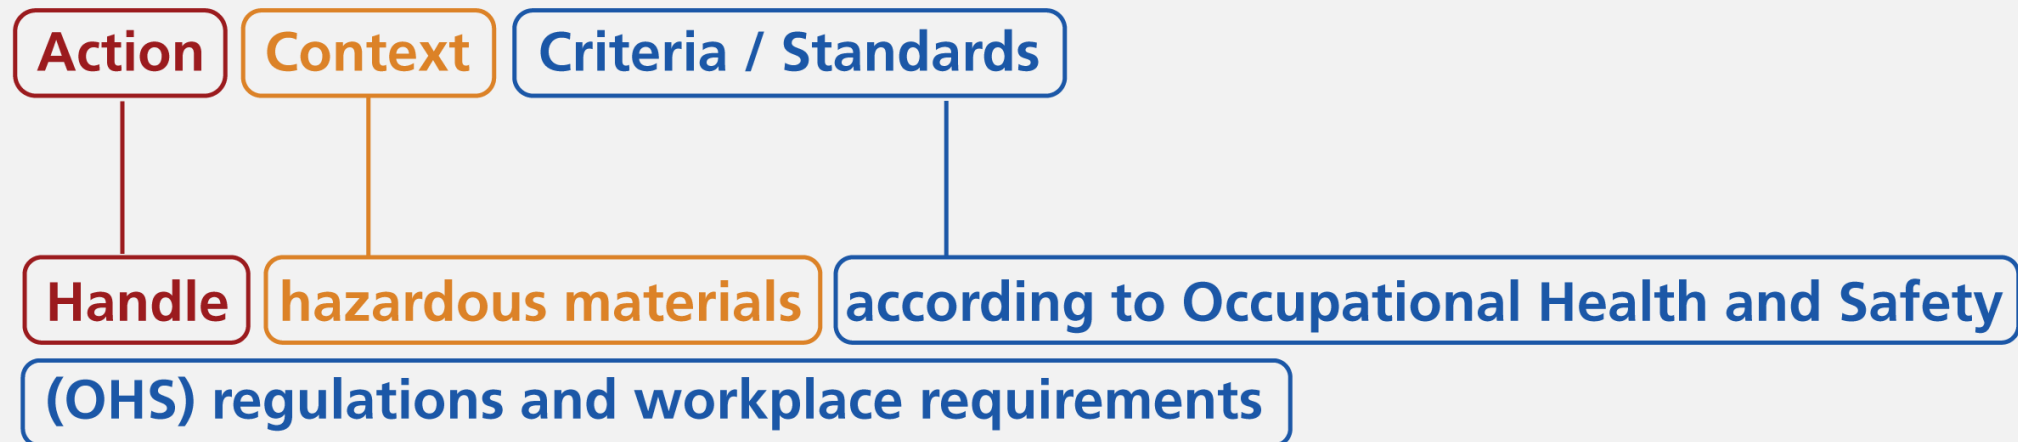 Action Context Criteria / Standards
Handle hazardous materials according to Occupational Health and Safety
(OHS) regulations and workplace requirements